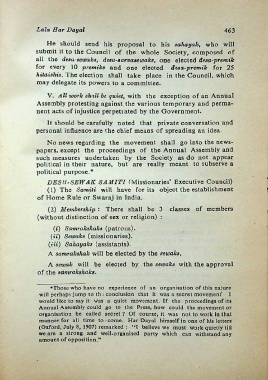 Lala Har Dayal 463
He should send his proposal to his sahayak, who will
submit it to the Council of the whole Society, composed of
all the desu sewaks, desu-sarvaswaks, one elected desu-premik
for every 10 premiks and one elected desu-premik for 25
hitaishis. The election shall take place in the Council, which
may delegate its powers to a committee.
V. All work shall be quiet, with the exception of an Annual
Assembly protesting against the various temporary and perma-
nent acts of injustice perpetrated by the Government.
It should be carefully noted that private conversation and
personal influence are the chief means of spreading an idea.
No news regarding the movement shall go into the news-
papers, except the proceedings of the Annual Assembly and
such measures undertaken by the Society as do not appear
political in their nature, but are really meant to subserve a
political purpose.*
DESH-SEWAK SAMITI (Missionaries' Executive Council)
(1) The Samiti will have for its object the establishment
of Home Rule or Swaraj in India.
(2) Membership : There shall be 3 classes of members
(without distinction of sex or religion) :
(i) Samrakshaks (patrons).
(ii) Sewaks (missionaries).
(iii) Sahayaks (assistants).
A samrakshak will be elected by the sewaks.
A sewak will be elected by the sewaks with the approval
of the samrakshaks.
*Those who have no experience of an organisation of this nature
will perhaps jump to the conclusion that it was a secret movement. I
would like to say it was a quiet movement. If the proceedings of its
Annual Assembly could go to the Press, how could the movement or
organisation be called secret ? Of course, it was not to work in that
manner for all time to come. Har Dayal himself in one of his letters
(Oxford, July 8, 1907) remarked : "I believe we must work quietly till
we are a strong and well-organised party which can withstand any
amount of opposition."